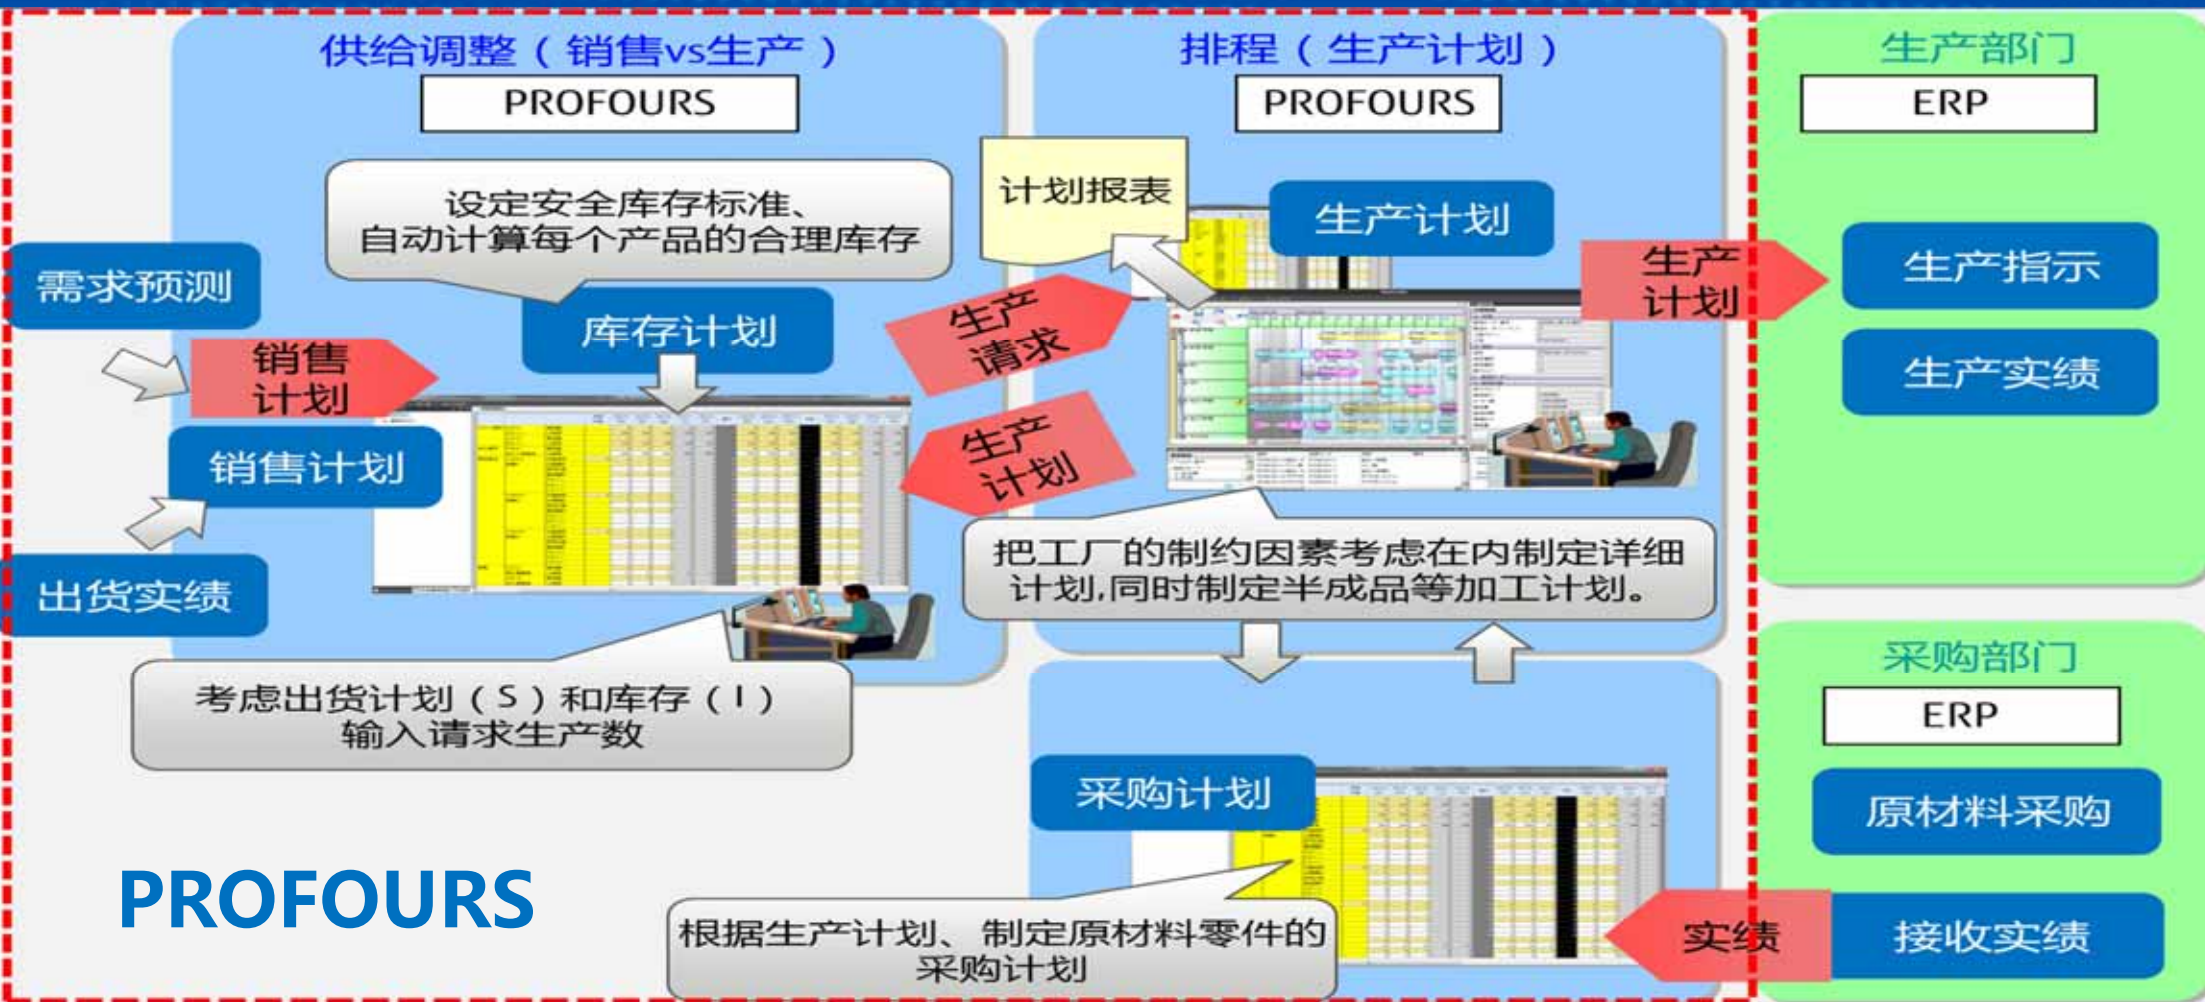 供给调整（销售vs生产）
PROFOURS
设定安全库存标准、
自动计算每个产品的合理库存
需求预测
库存计划
销售
计划
销售计划
出货实绩
考虑出货计划（S）和库存（I）
输入请求生产数
生产
请求
生产
计划
排程（生产计划）
PROFOURS
计划报表
生产计划
生产
计划
把工厂的制约因素考虑在内制定详细
计划,同时制定半成品等加工计划。
采购计划
根据生产计划、制定原材料零件的
采购计划
PROFOURS
生产部门
ERP
生产指示
生产实绩
采购部门
ERP
原材料采购
实绩
接收实绩